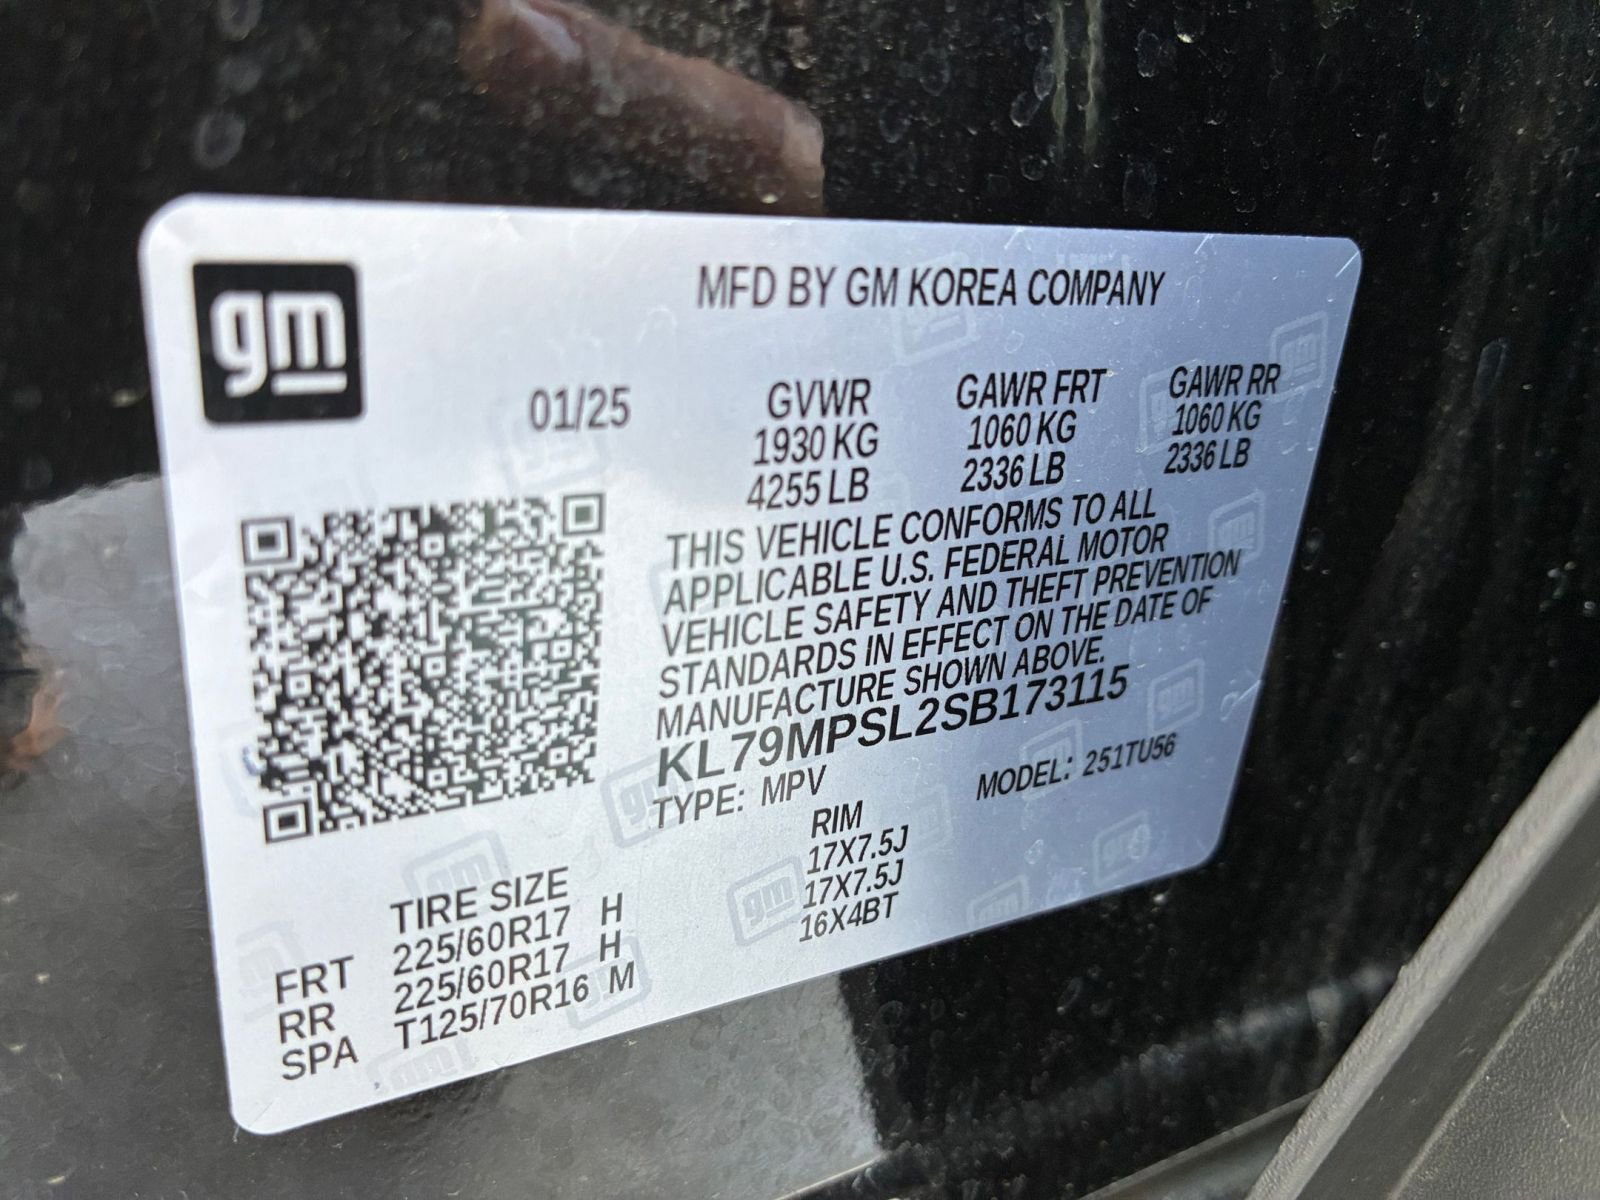 gm
MFD BY GM KOREA COMPANY
01/25
GVWR GAWR FRT GAWR RR
1930 KG 1060 KG 1060 KG
4255 LB 2336 LB 2336 LB
THIS VEHICLE CONFORMS TO ALL
APPLICABLE U.S. FEDERAL MOTOR
VEHICLE SAFETY AND THEFT PREVENTION
STANDARDS IN EFFECT ON THE DATE OF
MANUFACTURE SHOWN ABOVE.
KL79MPSL2SB173115
TYPE: MPV MODEL: 251TU56
TIRE SIZE RIM
FRT 225/60R17 H 17X7.5J
RR 225/60R17 H 17X7.5J
SPA T125/70R16 M 16X4BT